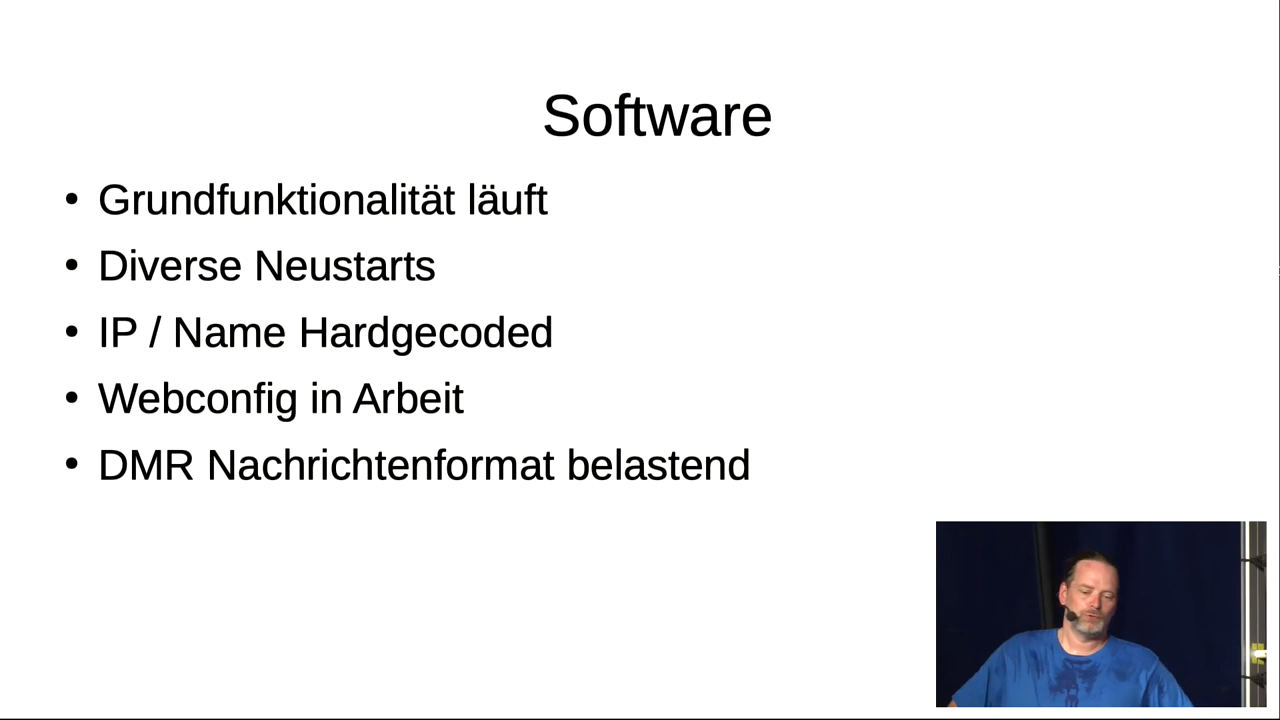 Software
• Grundfunktionalität läuft
• Diverse Neustarts
• IP / Name Hardgecoded
• Webconfig in Arbeit
• DMR Nachrichtenformat belastend